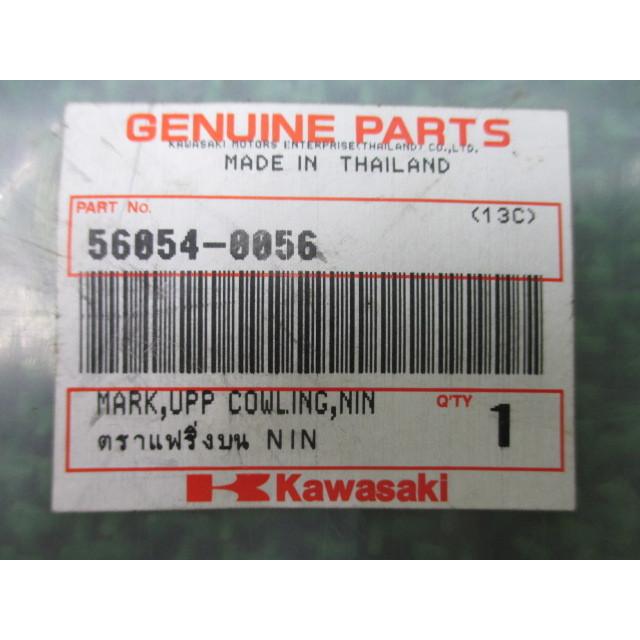 GENUINE PARTS
KAWASAKI MOTORS ENTERPRISE(THAILAND) CO.,LTD.
MADE IN THAILAND
PART No.
(13C)
56054-0056
MARK,UPP COWLING,NIN
Q'TY
1
ตราแฟริ่งบน NIN
Kawasaki